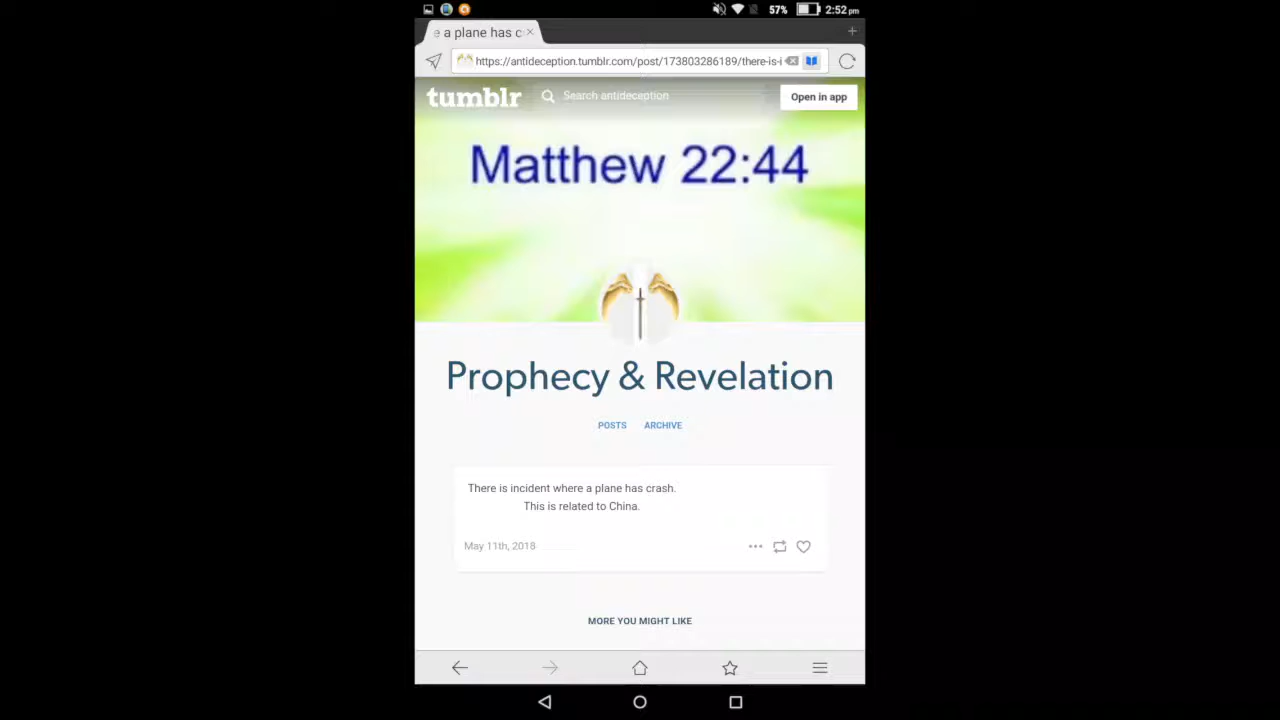 57% 2:52 pm
e a plane has c
https://antideception.tumblr.com/post/173803286189/there-is-i
tumblr Search antideception Open in app
Matthew 22:44
Prophecy & Revelation
POSTS ARCHIVE
There is incident where a plane has crash.
This is related to China.
May 11th, 2018
MORE YOU MIGHT LIKE